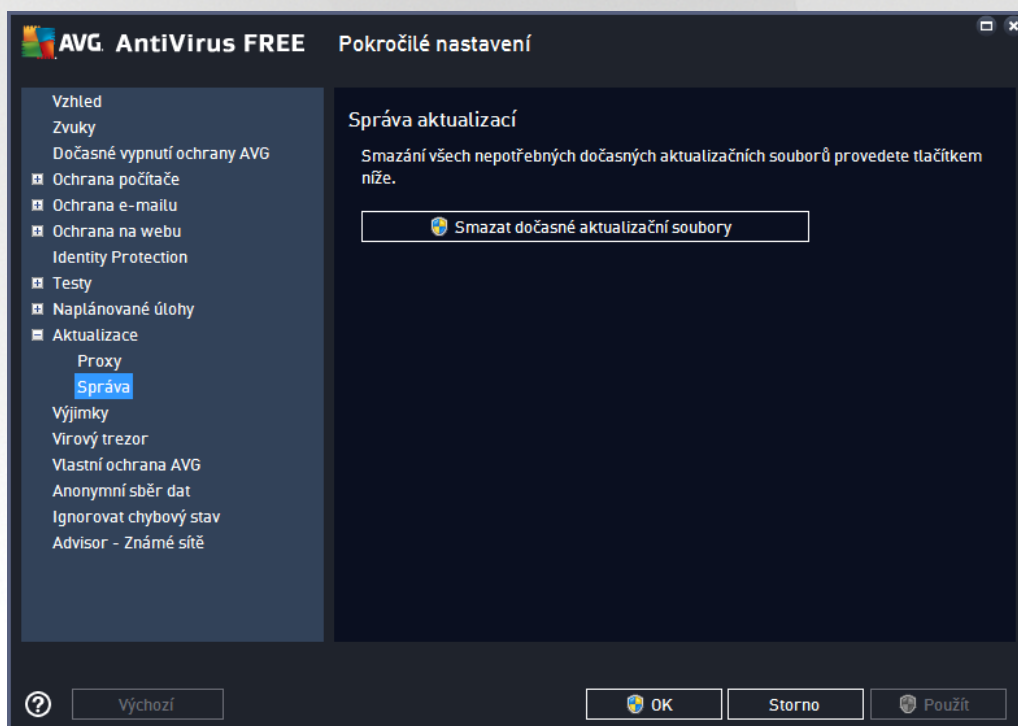 AVG. AntiVirus FREE Pokročilé nastavení
Vzhled
Zvuky
Dočasné vypnutí ochrany AVG
Ochrana počítače
Ochrana e-mailu
Ochrana na webu
Identity Protection
Testy
Naplánované úlohy
Aktualizace
Proxy
Správa
Výjimky
Virový trezor
Vlastní ochrana AVG
Anonymní sběr dat
Ignorovat chybový stav
Advisor - Známé sítě
Správa aktualizací
Smazání všech nepotřebných dočasných aktualizačních souborů provedete tlačítkem
níže.
Smazat dočasné aktualizační soubory
Výchozí
OK
Storno
Použít